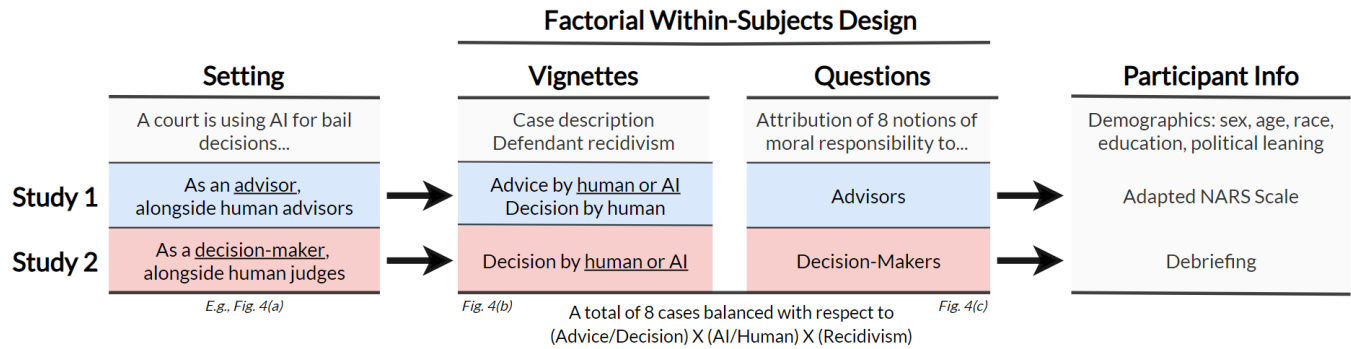 Factorial Within-Subjects Design
Setting
Vignettes
Questions
Participant Info
A court is using AI for bail
decisions...
Case description
Defendant recidivism
Attribution of 8 notions of
moral responsibility to...
Demographics: sex, age, race,
education, political leaning
Study 1
As an advisor,
alongside human advisors
Advice by human or AI
Decision by human
Advisors
Adapted NARS Scale
Study 2
As a decision-maker,
alongside human judges
Decision by human or AI
Decision-Makers
Debriefing
E.g., Fig. 4(a)
Fig. 4(b)
Fig. 4(c)
A total of 8 cases balanced with respect to
(Advice/Decision) X (AI/Human) X (Recidivism)